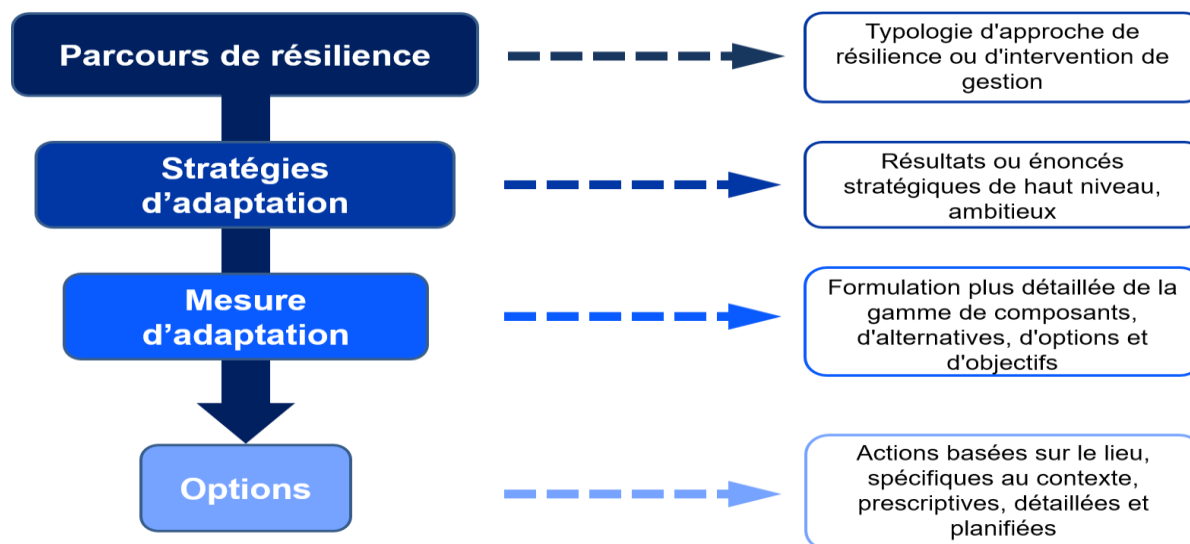 Parcours de résilience
Typologie d'approche de
résilience ou d'intervention de
gestion
Stratégies
d’adaptation
Résultats ou énoncés
stratégiques de haut niveau,
ambitieux
Mesure
d’adaptation
Formulation plus détaillée de la
gamme de composants,
d'alternatives, d'options et
d'objectifs
Options
Actions basées sur le lieu,
spécifiques au contexte,
prescriptives, détaillées et
planifiées